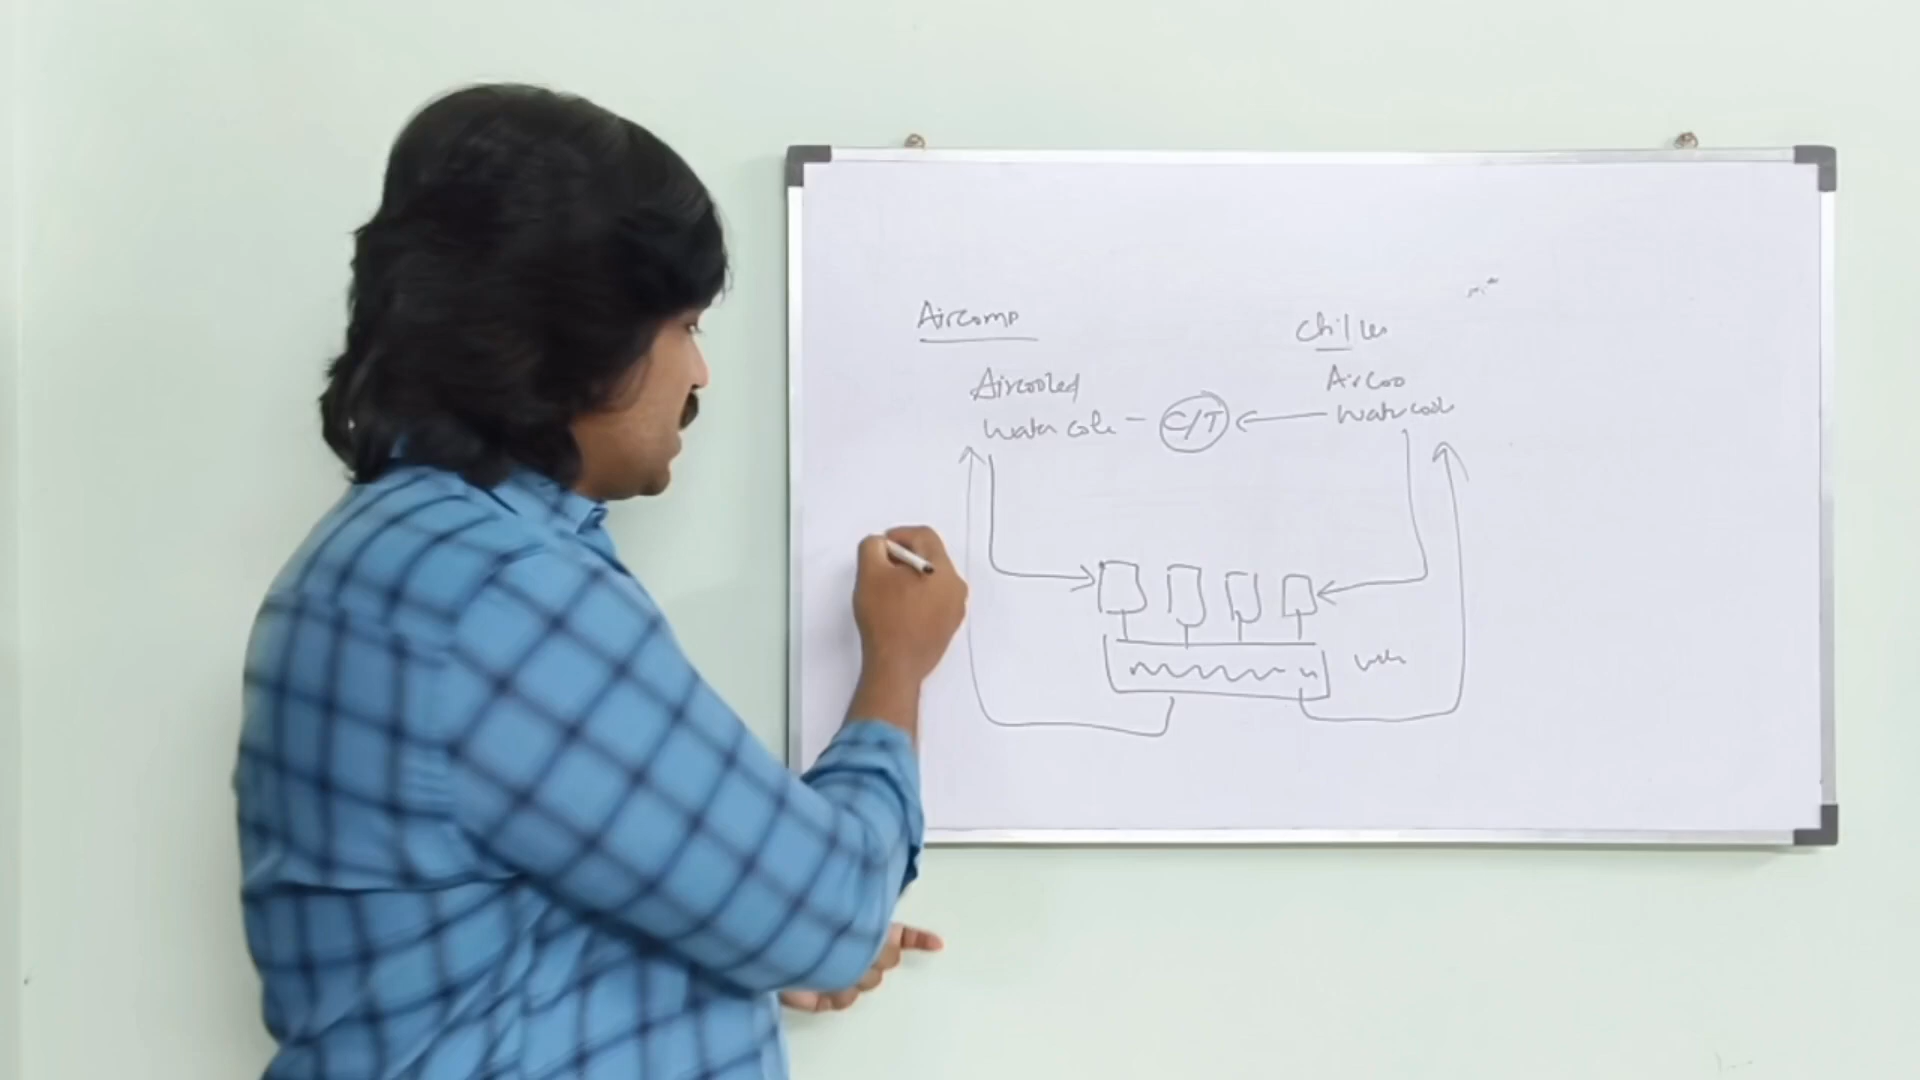 Aircomp
Chiller
Aircooled
Aircoo
Water cole - C/T
Water cool